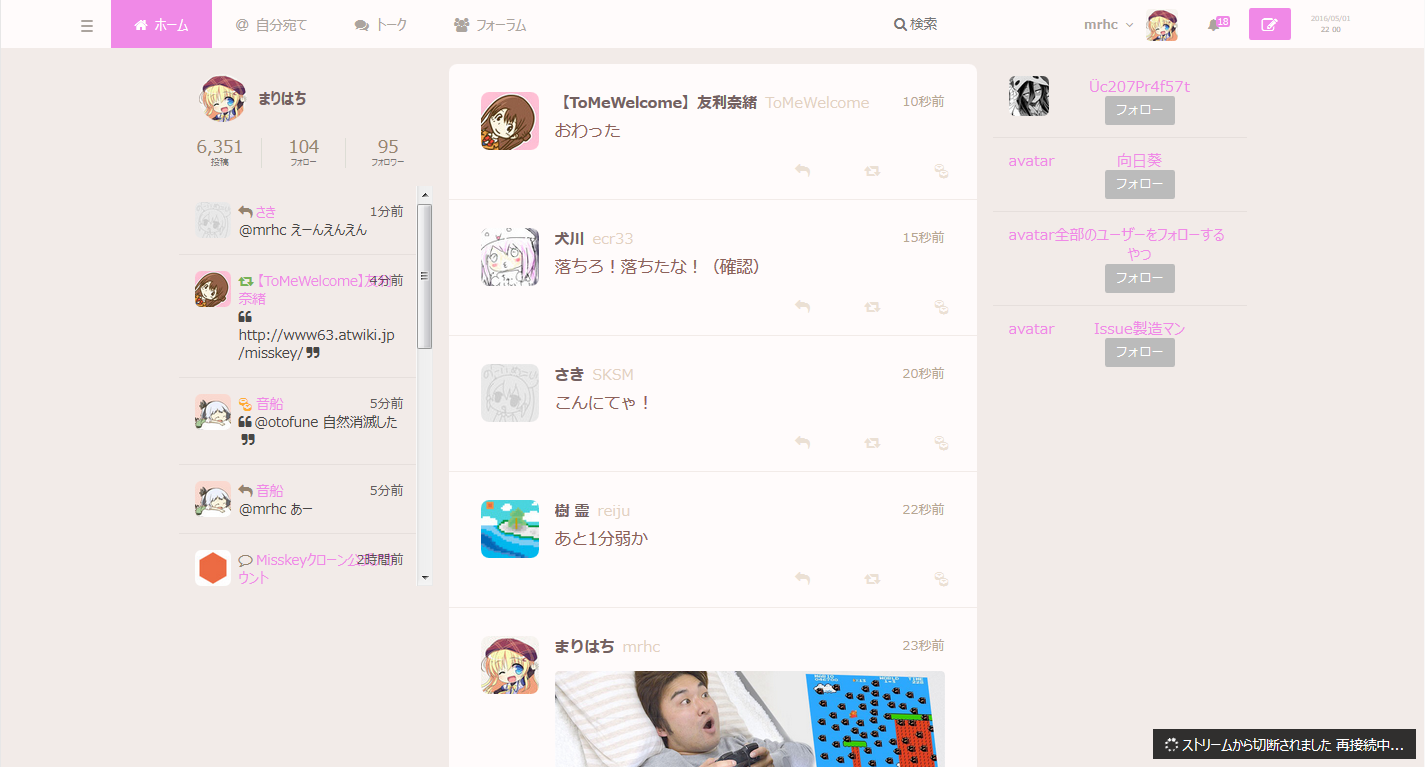 ホーム
自分宛て
トーク
フォーラム
検索
mrhc
18
2016/05/01
22 00
まりはち
6,351
投稿
104
フォロー
95
フォロワー
さき 1分前
@mrhc えーんえんえん
【ToMeWelcome】友利 4分前
奈緒
http://www63.atwiki.jp
/misskey/
音船 5分前
@otofune 自然消滅した
音船 5分前
@mrhc あー
Misskeyクローン公 2時間前
ウント
【ToMeWelcome】友利奈緒 ToMeWelcome 10秒前
おわった
犬川 ecr33 15秒前
落ちろ！落ちたな！（確認）
さき SKSM 20秒前
こんにてゃ！
樹 霊 reiju 22秒前
あと1分弱か
まりはち mrhc 23秒前
MARIO WORLD TIME
Üc207Pr4f57t
フォロー
avatar 向日葵
フォロー
avatar全部のユーザーをフォローする
やつ
フォロー
avatar Issue製造マン
フォロー
ストリームから切断されました 再接続中...